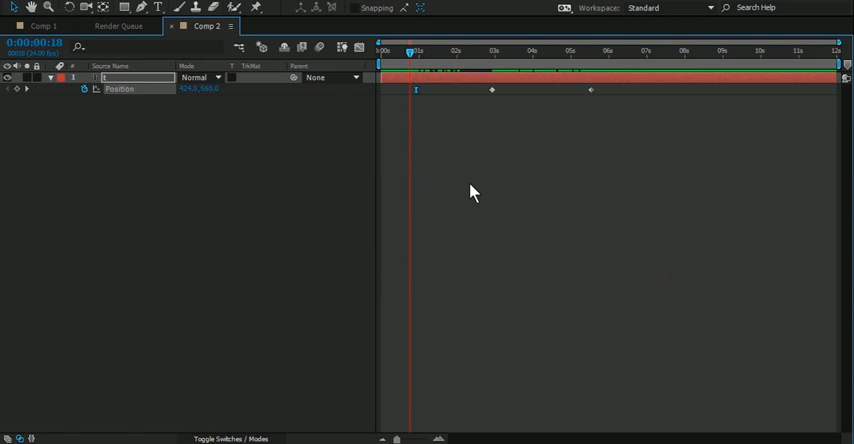 Snapping Workspace: Standard Search Help
Comp 1 Render Queue Comp 2
0:00:00:18
00018 (24.00 fps)
:00s 01s 02s 03s 04s 05s 06s 07s 08s 09s 10s 11s 12s
# Source Name Mode T TrkMat Parent
1 t Normal None
Position 424.0,660.0
Toggle Switches / Modes